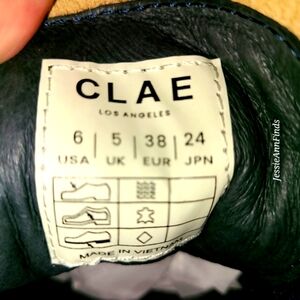 CLAE
LOS ANGELES
6 | 5 | 38 | 24
USA | UK | EUR | JPN
MADE IN VIETNAM
JessieAnnFinds